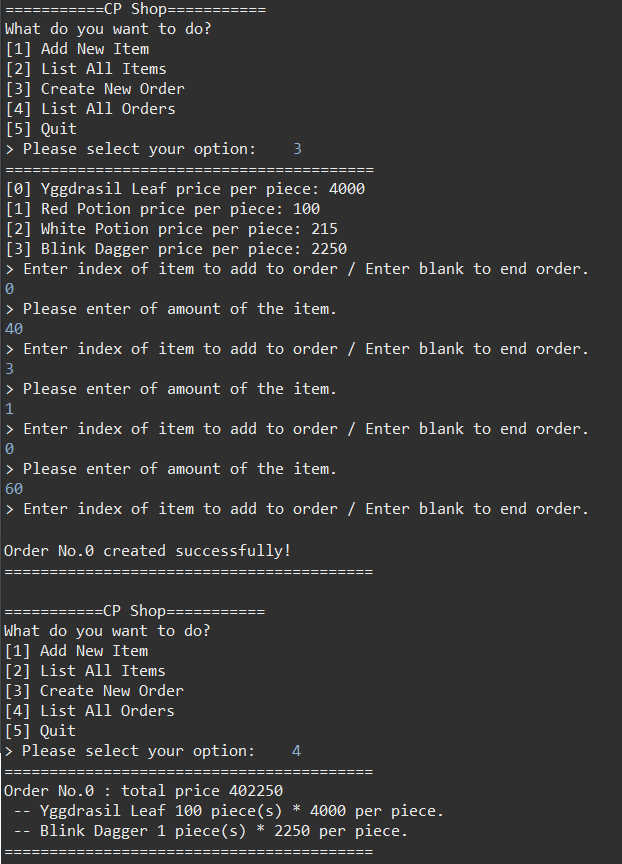 ===========CP Shop===========
What do you want to do?
[1] Add New Item
[2] List All Items
[3] Create New Order
[4] List All Orders
[5] Quit
> Please select your option:    3
=========================================
[0] Yggdrasil Leaf price per piece: 4000
[1] Red Potion price per piece: 100
[2] White Potion price per piece: 215
[3] Blink Dagger price per piece: 2250
> Enter index of item to add to order / Enter blank to end order.
0
> Please enter of amount of the item.
40
> Enter index of item to add to order / Enter blank to end order.
3
> Please enter of amount of the item.
1
> Enter index of item to add to order / Enter blank to end order.
0
> Please enter of amount of the item.
60
> Enter index of item to add to order / Enter blank to end order.

Order No.0 created successfully!
=========================================

===========CP Shop===========
What do you want to do?
[1] Add New Item
[2] List All Items
[3] Create New Order
[4] List All Orders
[5] Quit
> Please select your option:    4
=========================================
Order No.0 : total price 402250
 -- Yggdrasil Leaf 100 piece(s) * 4000 per piece.
 -- Blink Dagger 1 piece(s) * 2250 per piece.
=========================================